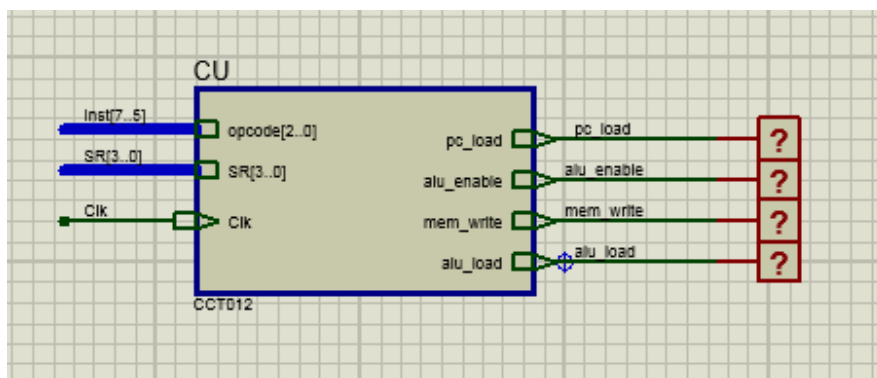 CU
Inst[7..5]
opcode[2..0]
SR[3..0]
SR[3..0]
Clk
Clk
pc_load
pc_load
?
alu_enable
alu_enable
?
mem_write
mem_write
?
alu_load
alu_load
?
CCT012